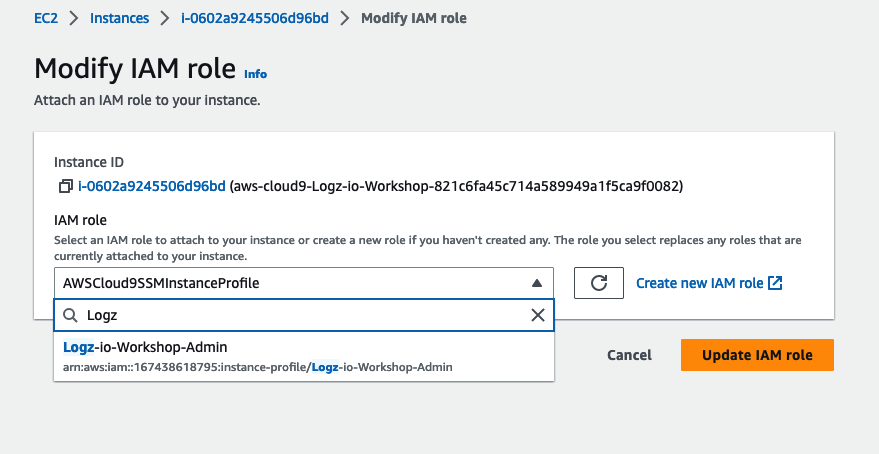 EC2 > Instances > i-0602a9245506d96bd > Modify IAM role
Modify IAM role Info
Attach an IAM role to your instance.
Instance ID
i-0602a9245506d96bd (aws-cloud9-Logz-io-Workshop-821c6fa45c714a589949a1f5ca9f0082)
IAM role
Select an IAM role to attach to your instance or create a new role if you haven't created any. The role you select replaces any roles that are
currently attached to your instance.
AWSCloud9SSMInstanceProfile
Create new IAM role
Logz
Logz-io-Workshop-Admin
arn:aws:iam::167438618795:instance-profile/Logz-io-Workshop-Admin
Cancel
Update IAM role